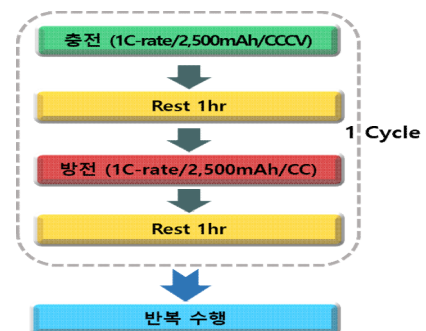 충전 (1C-rate/2,500mAh/CCCV)
Rest 1hr
1 Cycle
방전 (1C-rate/2,500mAh/CC)
Rest 1hr
반복 수행